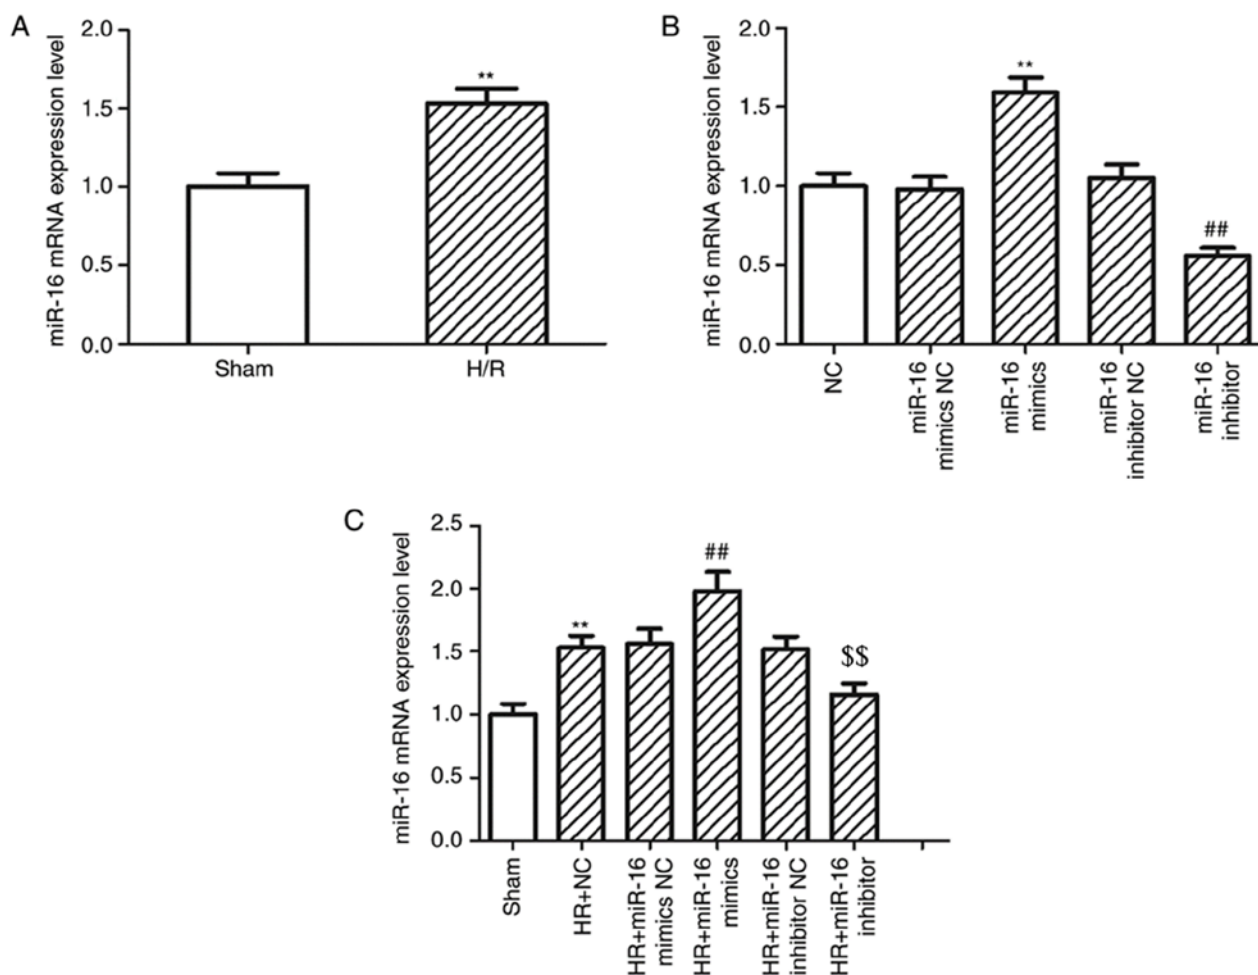 A
miR-16 mRNA expression level
2.0
1.5
1.0
0.5
0.0
**
Sham
H/R
B
miR-16 mRNA expression level
2.0
1.5
1.0
0.5
0.0
**
##
NC
miR-16
mimics NC
miR-16
mimics
miR-16
inhibitor NC
miR-16
inhibitor
C
miR-16 mRNA expression level
2.5
2.0
1.5
1.0
0.5
0.0
**
##
$$
Sham
HR+NC
HR+miR-16
mimics NC
HR+miR-16
mimics
HR+miR-16
inhibitor NC
HR+miR-16
inhibitor